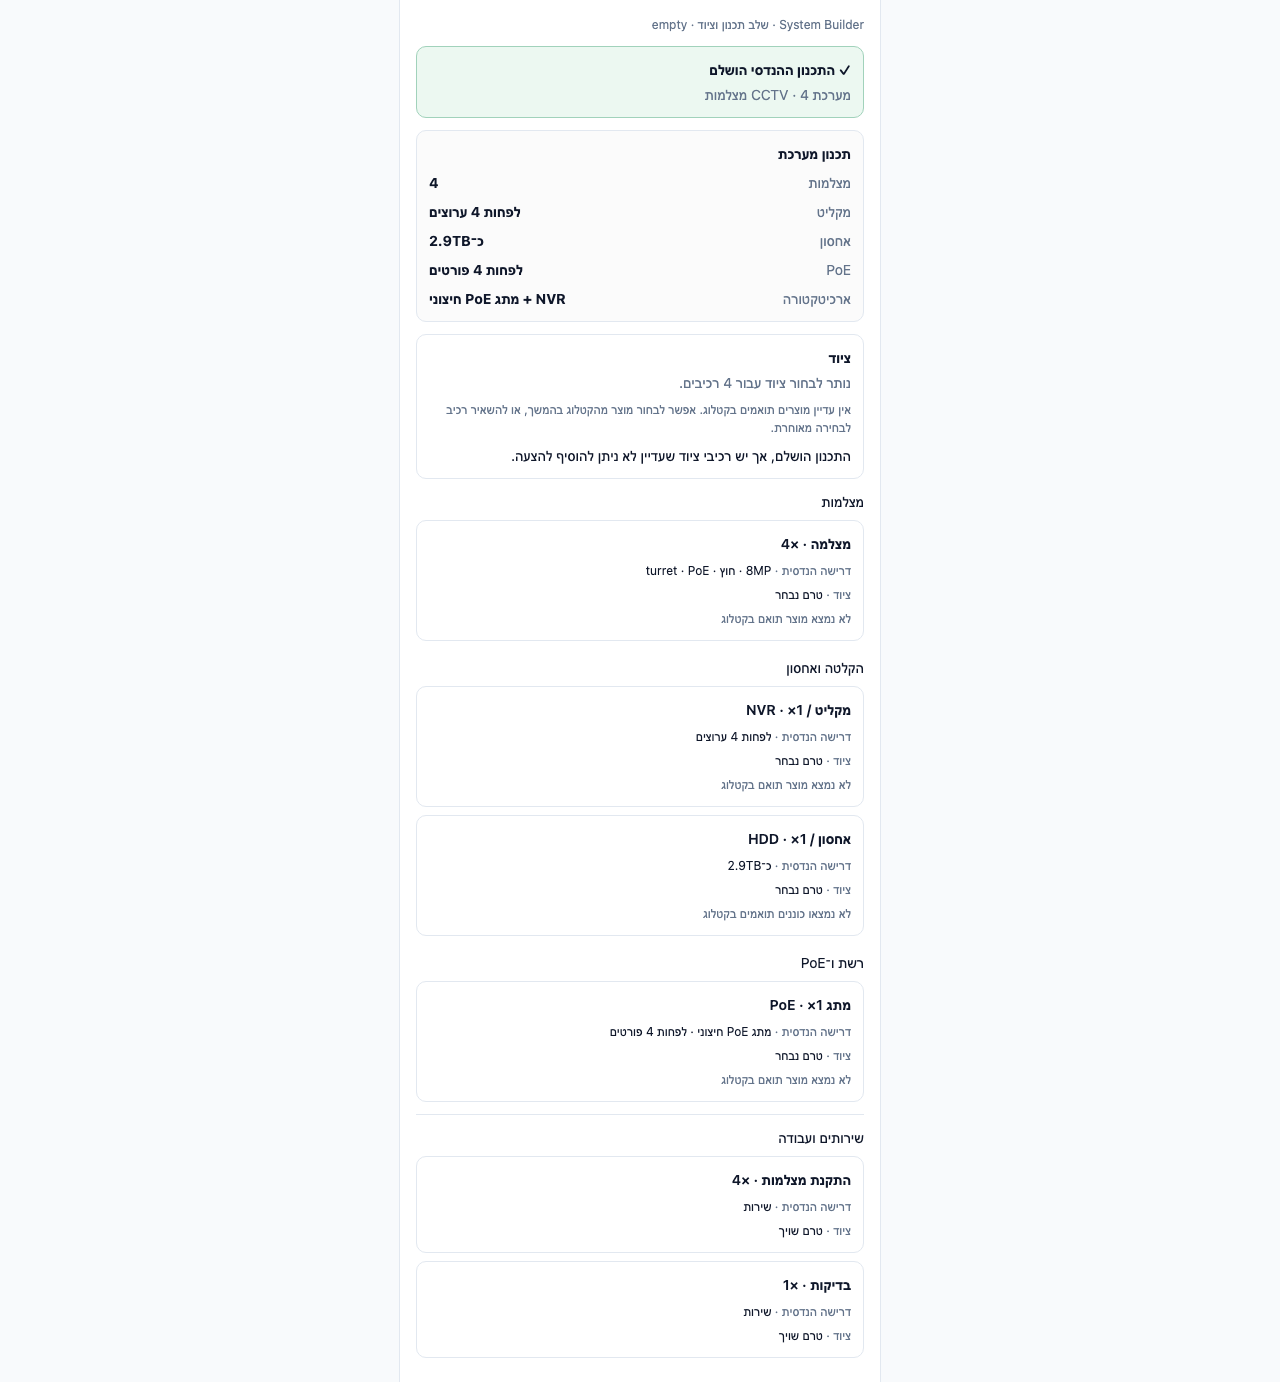 System Builder · שלב תכנון וציוד · empty
✓ התכנון ההנדסי הושלם
מערכת CCTV · 4 מצלמות
תכנון מערכת
מצלמות 4
מקליט לפחות 4 ערוצים
אחסון כ־2.9TB
PoE לפחות 4 פורטים
ארכיטקטורה NVR + מתג PoE חיצוני
ציוד
נותר לבחור ציוד עבור 4 רכיבים.
אין עדיין מוצרים תואמים בקטלוג. אפשר לבחור מוצר מהקטלוג בהמשך, או להשאיר רכיב
לבחירה מאוחרת.
התכנון הושלם, אך יש רכיבי ציוד שעדיין לא ניתן להוסיף להצעה.
מצלמות
מצלמה · ×4
דרישה הנדסית · 8MP · חוץ · turret · PoE
ציוד · טרם נבחר
לא נמצא מוצר תואם בקטלוג
הקלטה ואחסון
מקליט / NVR · ×1
דרישה הנדסית · לפחות 4 ערוצים
ציוד · טרם נבחר
לא נמצא מוצר תואם בקטלוג
אחסון / HDD · ×1
דרישה הנדסית · כ־2.9TB
ציוד · טרם נבחר
לא נמצאו כוננים תואמים בקטלוג
רשת ו־PoE
מתג PoE · ×1
דרישה הנדסית · מתג PoE חיצוני · לפחות 4 פורטים
ציוד · טרם נבחר
לא נמצא מוצר תואם בקטלוג
שירותים ועבודה
התקנת מצלמות · ×4
דרישה הנדסית · שירות
ציוד · טרם שויך
בדיקות · ×1
דרישה הנדסית · שירות
ציוד · טרם שויך